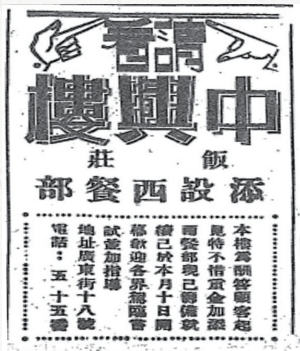 請看
中興樓
飯莊
添設西餐部
本樓爲酬答顧客起
見特不惜重金加添
西餐部現已籌備就
緒已於本月十日開
幕歡迎各界駕臨嘗
試並加指導
地址廣東街十八號
電話：五十五番